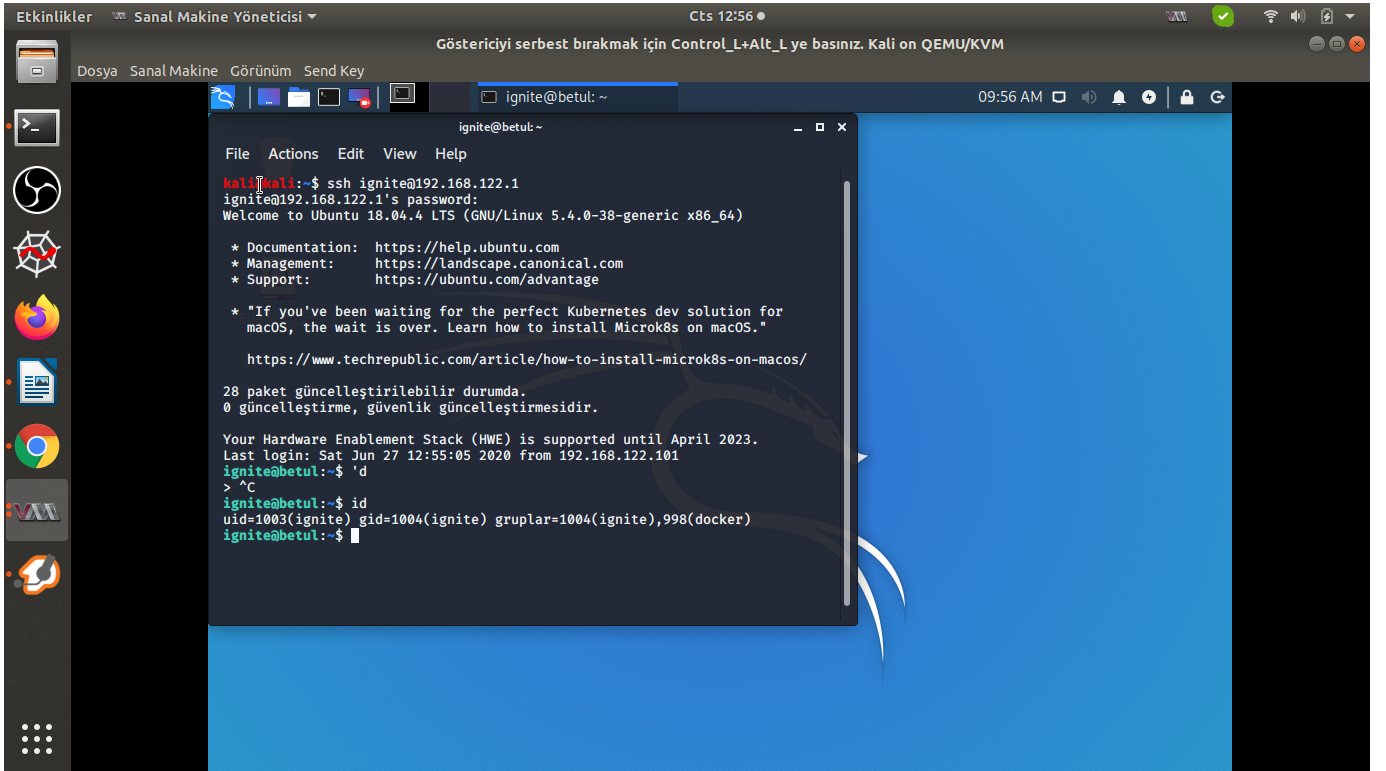 Etkinlikler Sanal Makine Yöneticisi Cts 12:56
Göstericiyi serbest bırakmak için Control_L+Alt_L ye basınız. Kali on QEMU/KVM
Dosya Sanal Makine Görünüm Send Key
ignite@betul: ~ 09:56 AM
ignite@betul: ~
File Actions Edit View Help
kali@kali:~$ ssh ignite@192.168.122.1
ignite@192.168.122.1's password:
Welcome to Ubuntu 18.04.4 LTS (GNU/Linux 5.4.0-38-generic x86_64)
* Documentation: https://help.ubuntu.com
* Management: https://landscape.canonical.com
* Support: https://ubuntu.com/advantage
* "If you've been waiting for the perfect Kubernetes dev solution for
macOS, the wait is over. Learn how to install Microk8s on macOS."
https://www.techrepublic.com/article/how-to-install-microk8s-on-macos/
28 paket güncelleştirilebilir durumda.
0 güncelleştirme, güvenlik güncelleştirmesidir.
Your Hardware Enablement Stack (HWE) is supported until April 2023.
Last login: Sat Jun 27 12:55:05 2020 from 192.168.122.101
ignite@betul:~$ 'd
> ^C
ignite@betul:~$ id
uid=1003(ignite) gid=1004(ignite) gruplar=1004(ignite),998(docker)
ignite@betul:~$